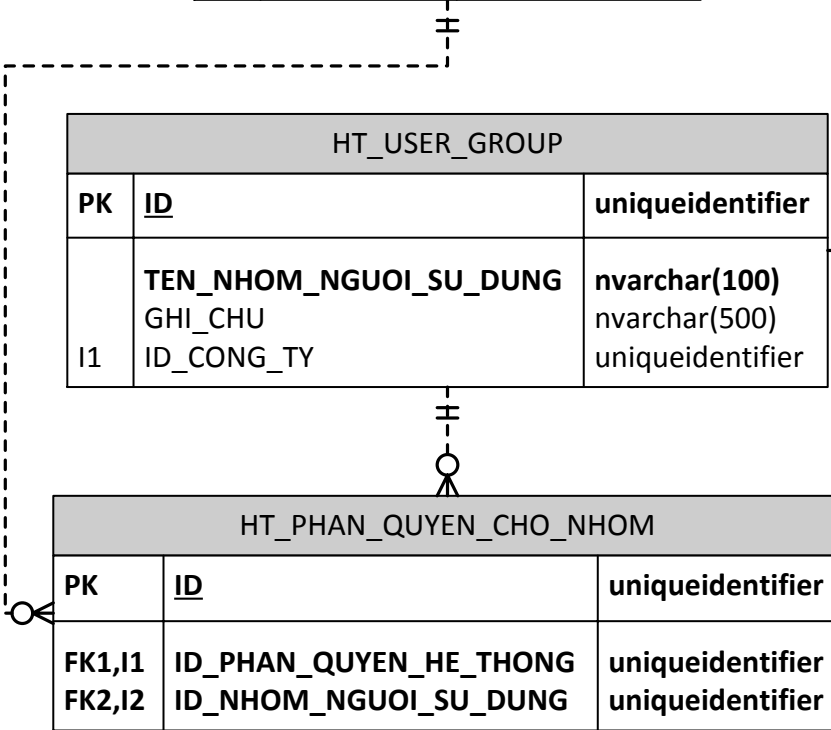 HT_USER_GROUP
PK ID uniqueidentifier
TEN_NHOM_NGUOI_SU_DUNG nvarchar(100)
GHI_CHU nvarchar(500)
I1 ID_CONG_TY uniqueidentifier
HT_PHAN_QUYEN_CHO_NHOM
PK ID uniqueidentifier
FK1,I1 ID_PHAN_QUYEN_HE_THONG uniqueidentifier
FK2,I2 ID_NHOM_NGUOI_SU_DUNG uniqueidentifier